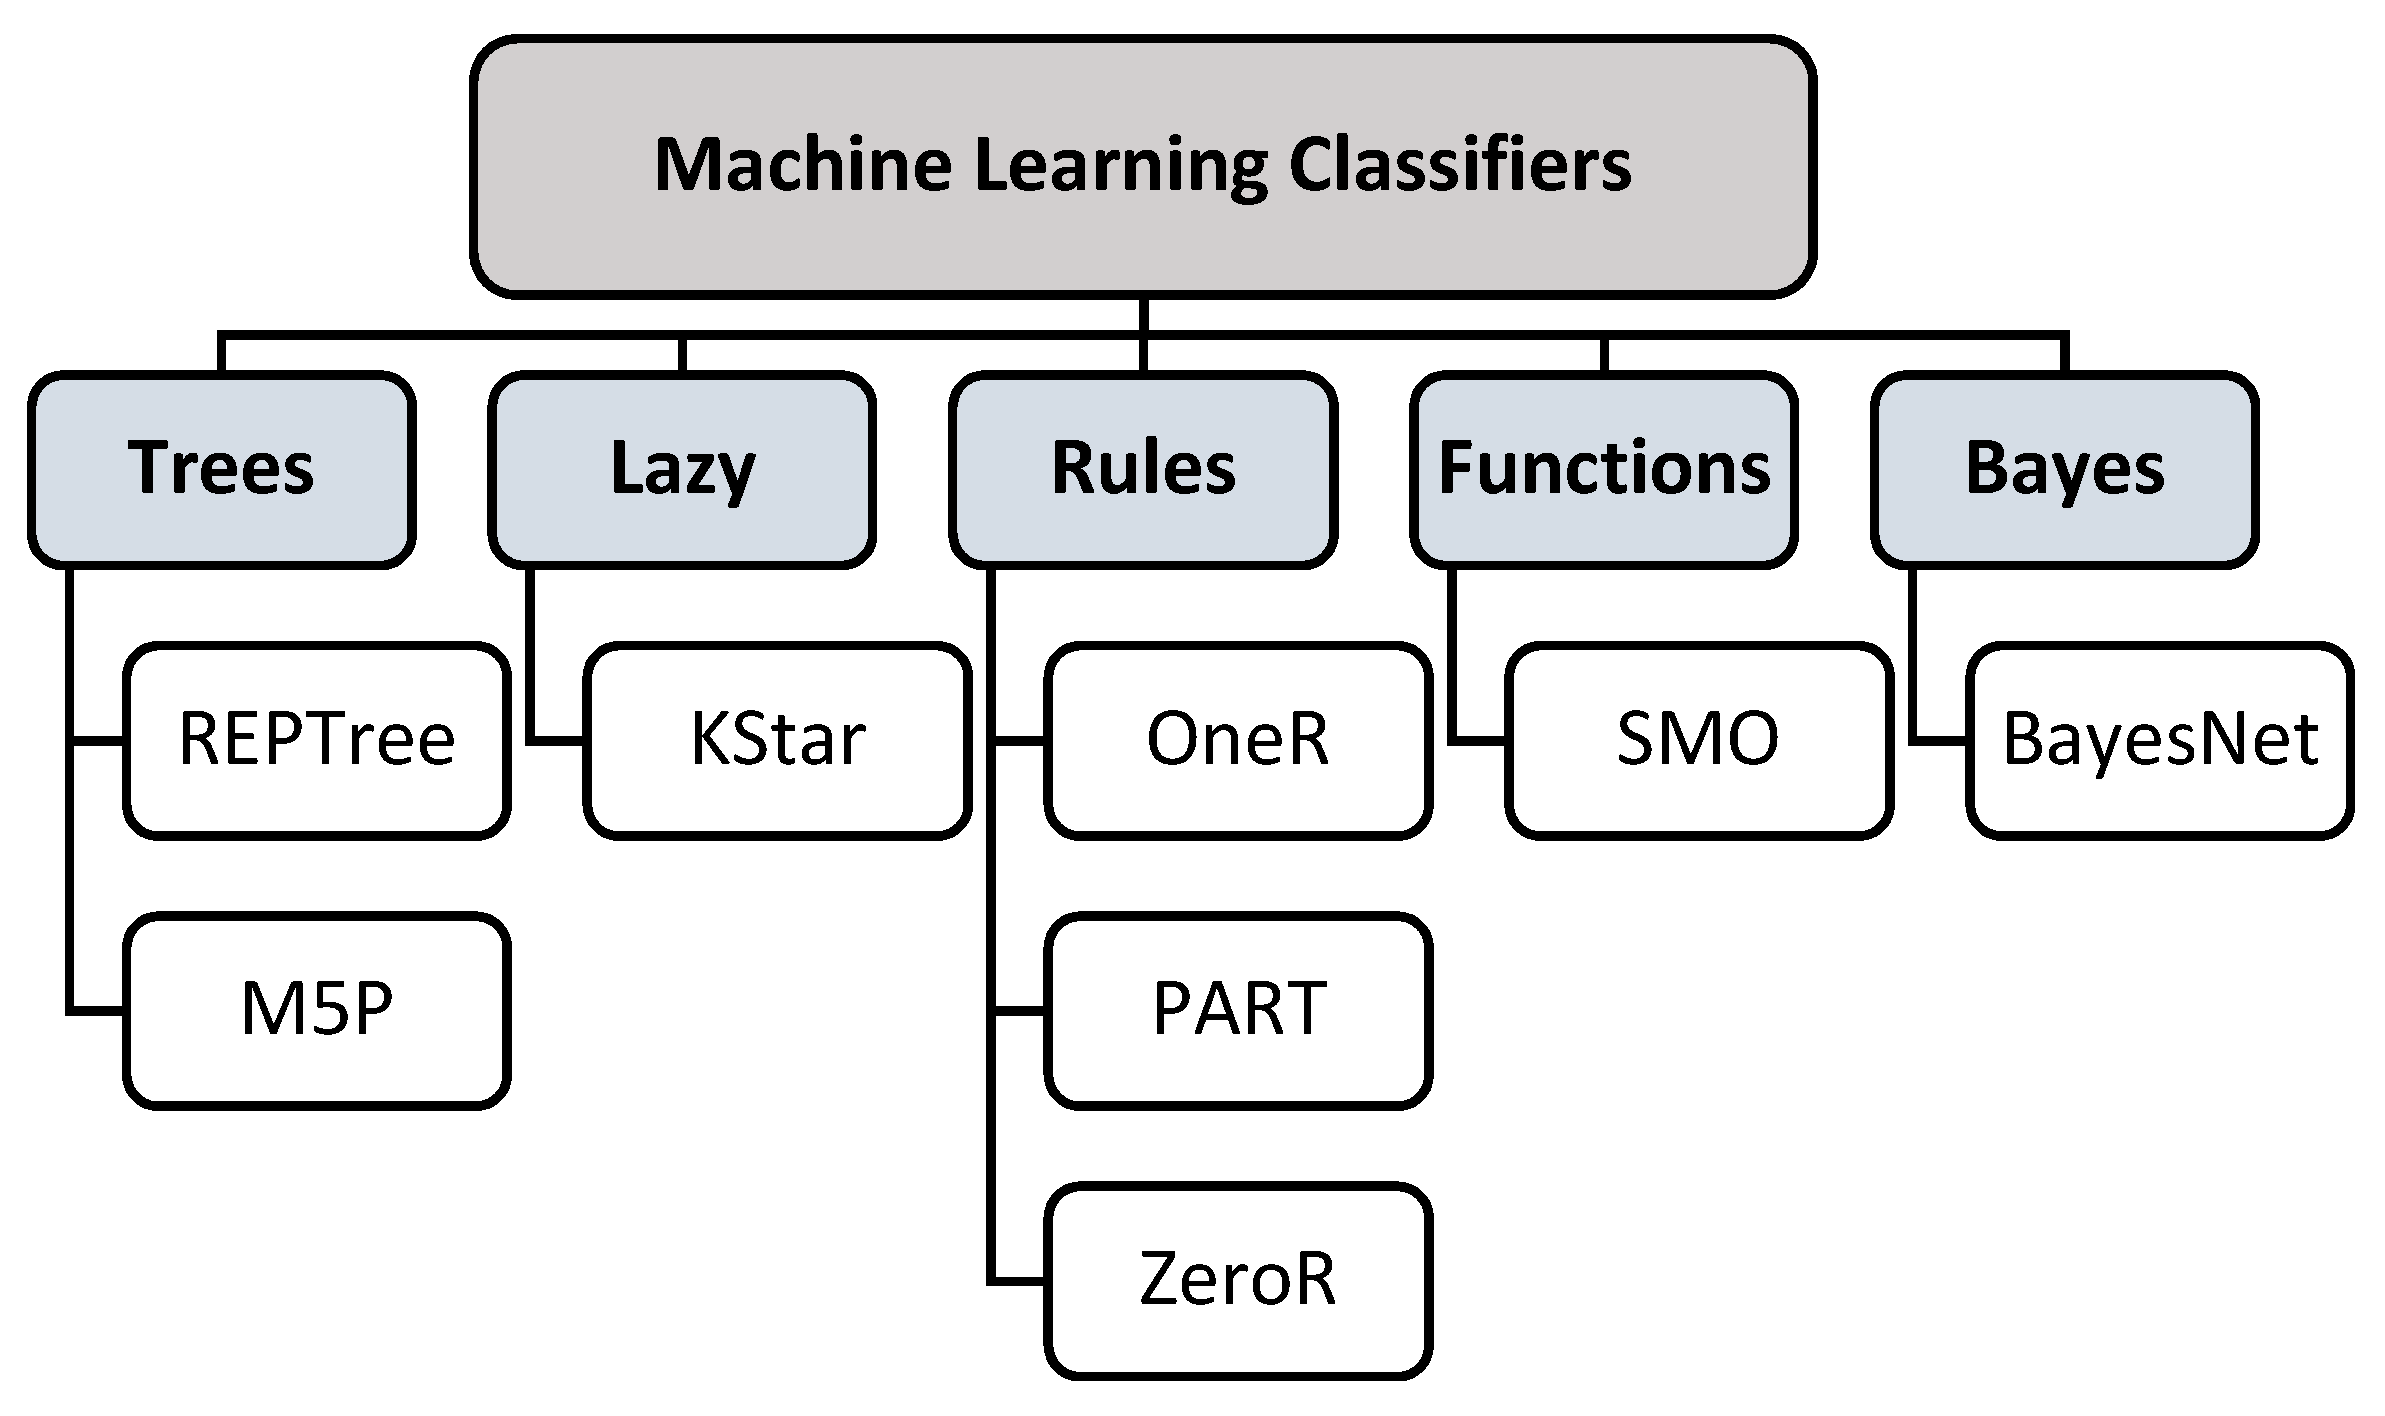 Machine Learning Classifiers
Trees
Lazy
Rules
Functions
Bayes
REPTree
KStar
OneR
SMO
BayesNet
M5P
PART
ZeroR